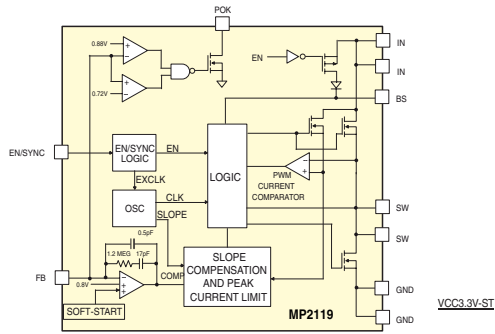 POK
0.88V
+
−
EN
IN
IN
0.72V
+
−
BS
EN/SYNC
EN/SYNC
LOGIC
EN
EXCLK
LOGIC
−
+
PWM
CURRENT
COMPARATOR
OSC
CLK
SLOPE
SW
SW
0.5pF
1.2 MEG
17pF
FB
COMP
0.8V
−
+
SLOPE
COMPENSATION
AND PEAK
CURRENT LIMIT
SOFT-START
MP2119
GND
GND
VCC3.3V-ST